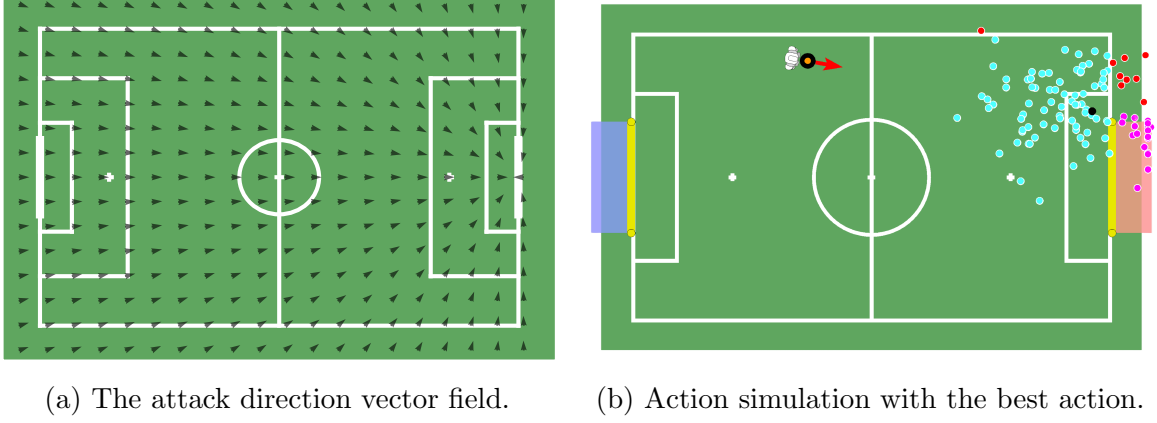 (a) The attack direction vector field.
(b) Action simulation with the best action.